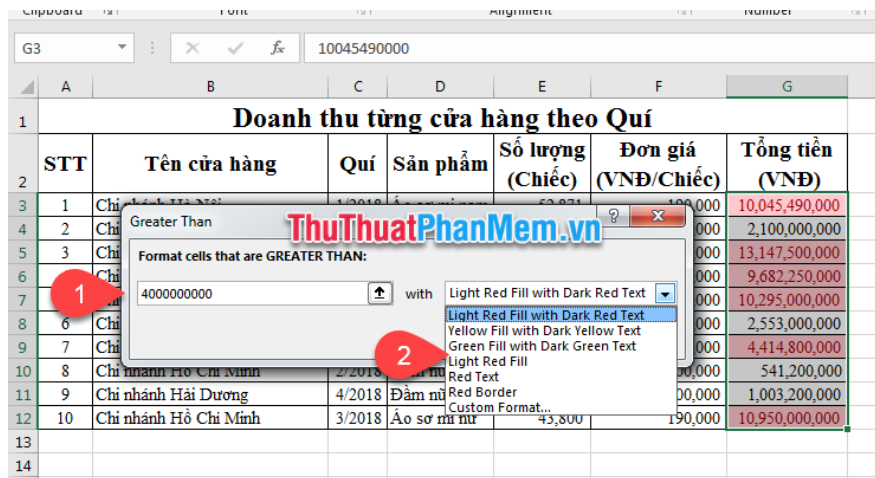 Clipboard Font Alignment Number
G3 fx 10045490000
A B C D E F G
1 Doanh thu từng cửa hàng theo Quí
2 STT Tên cửa hàng Quí Sản phẩm Số lượng (Chiếc) Đơn giá (VNĐ/Chiếc) Tổng tiền (VNĐ)
3 1 Chi nhánh Hà Nội 1/2018 Áo sơ mi nam 52,871 190,000 10,045,490,000
4 2 Chi 000 2,100,000,000
5 3 Chi 000 13,147,500,000
6 Chi 000 9,682,250,000
7 000 10,295,000,000
8 6 Chi 000 2,553,000,000
9 7 Chi 000 4,414,800,000
10 8 Chi nhánh Hồ Chí Minh 2/2018 541,200,000
11 9 Chi nhánh Hải Dương 4/2018 Đầm nữ 00,000 1,003,200,000
12 10 Chi nhánh Hồ Chí Minh 3/2018 Áo sơ mi nữ 43,800 190,000 10,950,000,000
13
14
Greater Than ?
ThuThuatPhanMem.vn
Format cells that are GREATER THAN:
1
4000000000 with Light Red Fill with Dark Red Text
Light Red Fill with Dark Red Text
Yellow Fill with Dark Yellow Text
Green Fill with Dark Green Text
2
Light Red Fill
Red Text
Red Border
Custom Format...